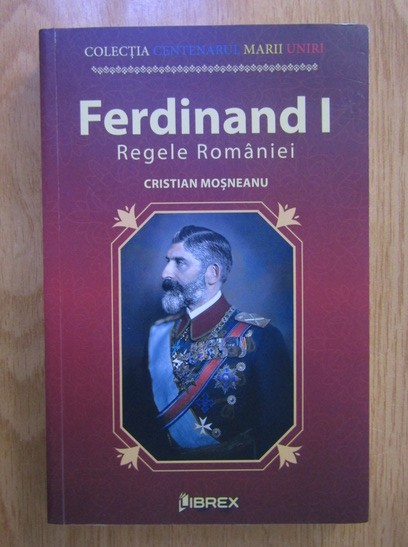 COLECȚIA CENTENARUL MARII UNIRI
Ferdinand I
Regele României
CRISTIAN MOȘNEANU
LIBREX